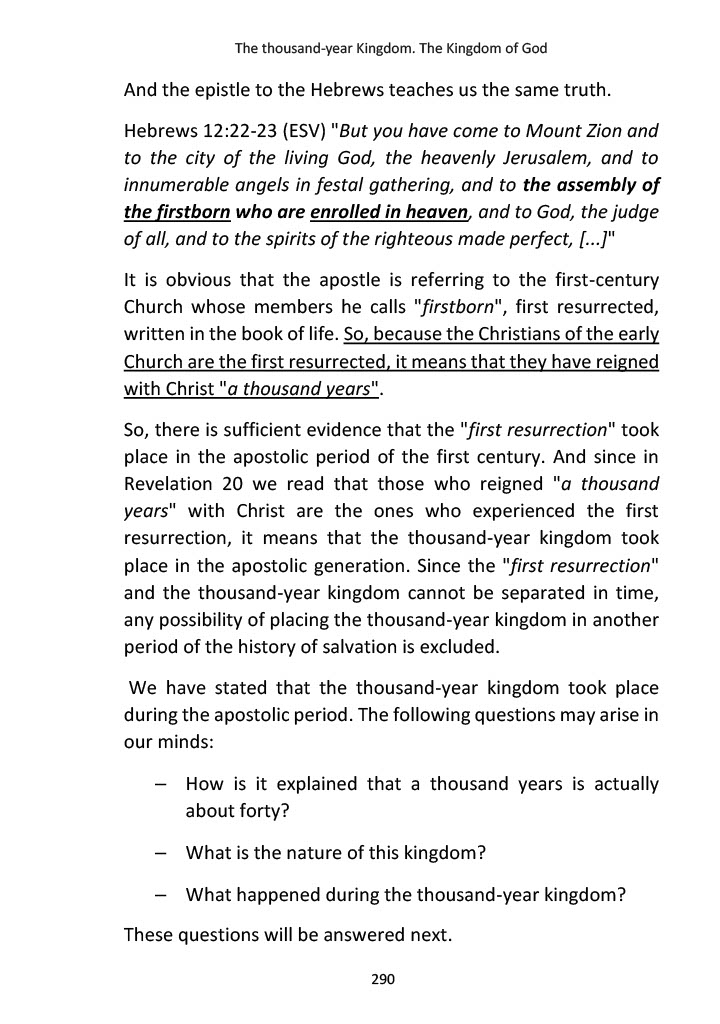 The thousand-year Kingdom. The Kingdom of God
And the epistle to the Hebrews teaches us the same truth.
Hebrews 12:22-23 (ESV) "But you have come to Mount Zion and
to the city of the living God, the heavenly Jerusalem, and to
innumerable angels in festal gathering, and to the assembly of
the firstborn who are enrolled in heaven, and to God, the judge
of all, and to the spirits of the righteous made perfect, [...]"
It is obvious that the apostle is referring to the first-century
Church whose members he calls "firstborn", first resurrected,
written in the book of life. So, because the Christians of the early
Church are the first resurrected, it means that they have reigned
with Christ "a thousand years".
So, there is sufficient evidence that the "first resurrection" took
place in the apostolic period of the first century. And since in
Revelation 20 we read that those who reigned "a thousand
years" with Christ are the ones who experienced the first
resurrection, it means that the thousand-year kingdom took
place in the apostolic generation. Since the "first resurrection"
and the thousand-year kingdom cannot be separated in time,
any possibility of placing the thousand-year kingdom in another
period of the history of salvation is excluded.
We have stated that the thousand-year kingdom took place
during the apostolic period. The following questions may arise in
our minds:
– How is it explained that a thousand years is actually
about forty?
– What is the nature of this kingdom?
– What happened during the thousand-year kingdom?
These questions will be answered next.
290